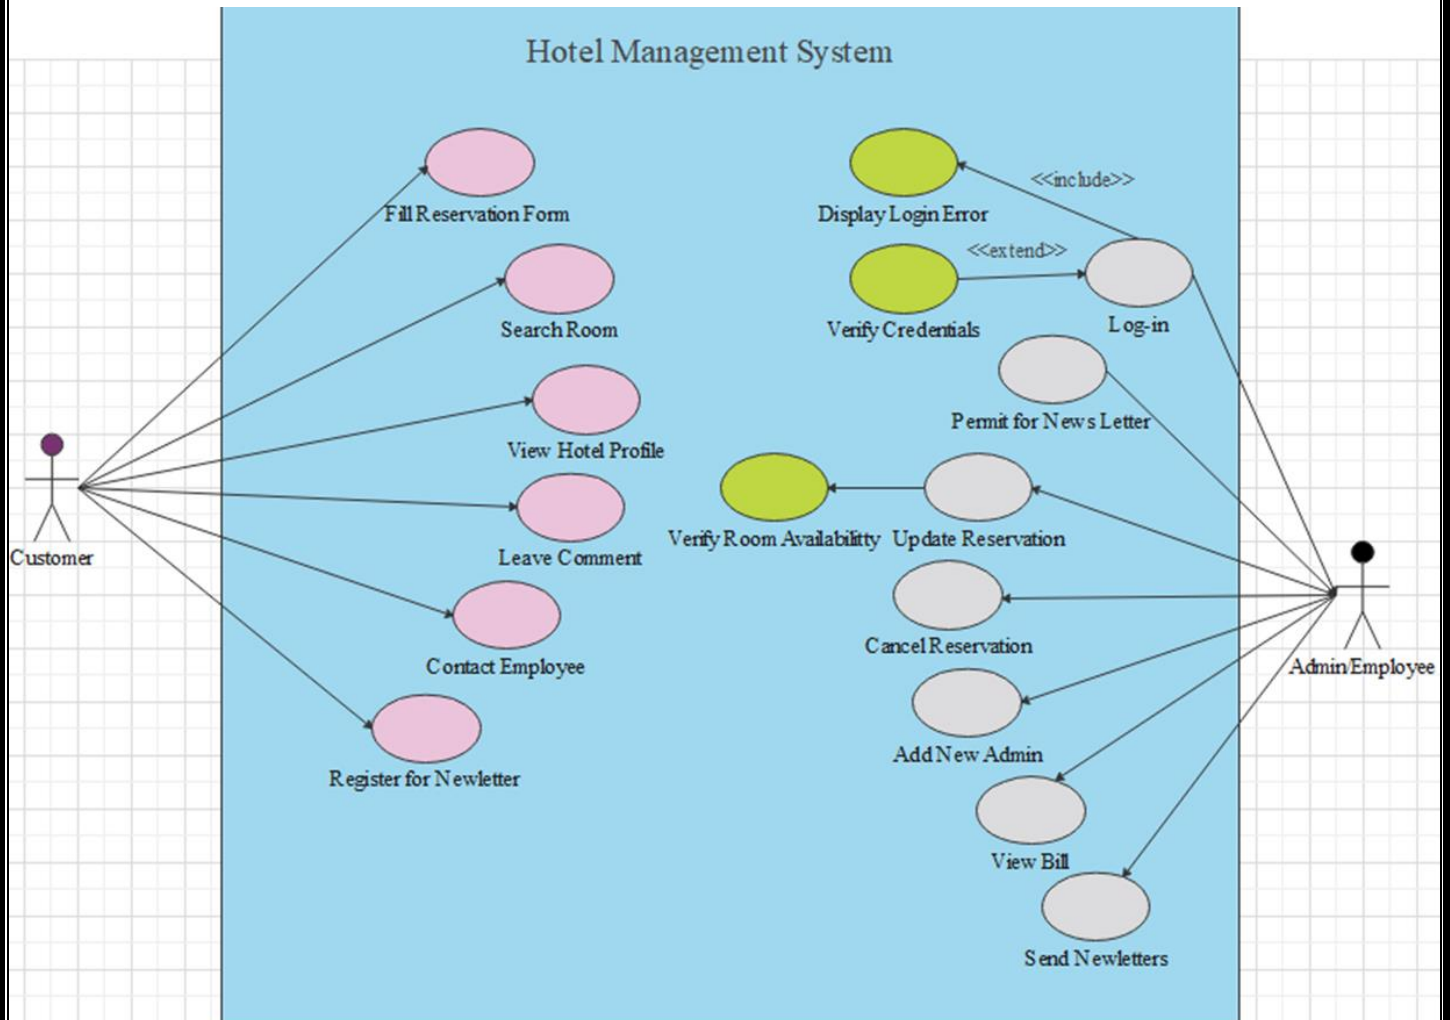 Hotel Management System
Fill Reservation Form
Search Room
View Hotel Profile
Leave Comment
Contact Employee
Register for Newletter
Customer
<<include>>
Display Login Error
<<extend>>
Verify Credentials
Log-in
Permit for News Letter
Verify Room Availabilitty
Update Reservation
Cancel Reservation
Add New Admin
View Bill
Send Newletters
Admin/Employee